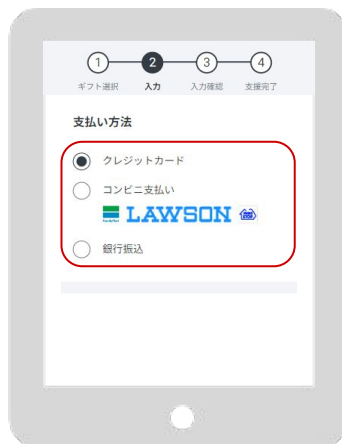 1 2 3 4
ギフト選択 入力 入力確認 支援完了
支払い方法
クレジットカード
コンビニ支払い
FamilyMart LAWSON
銀行振込